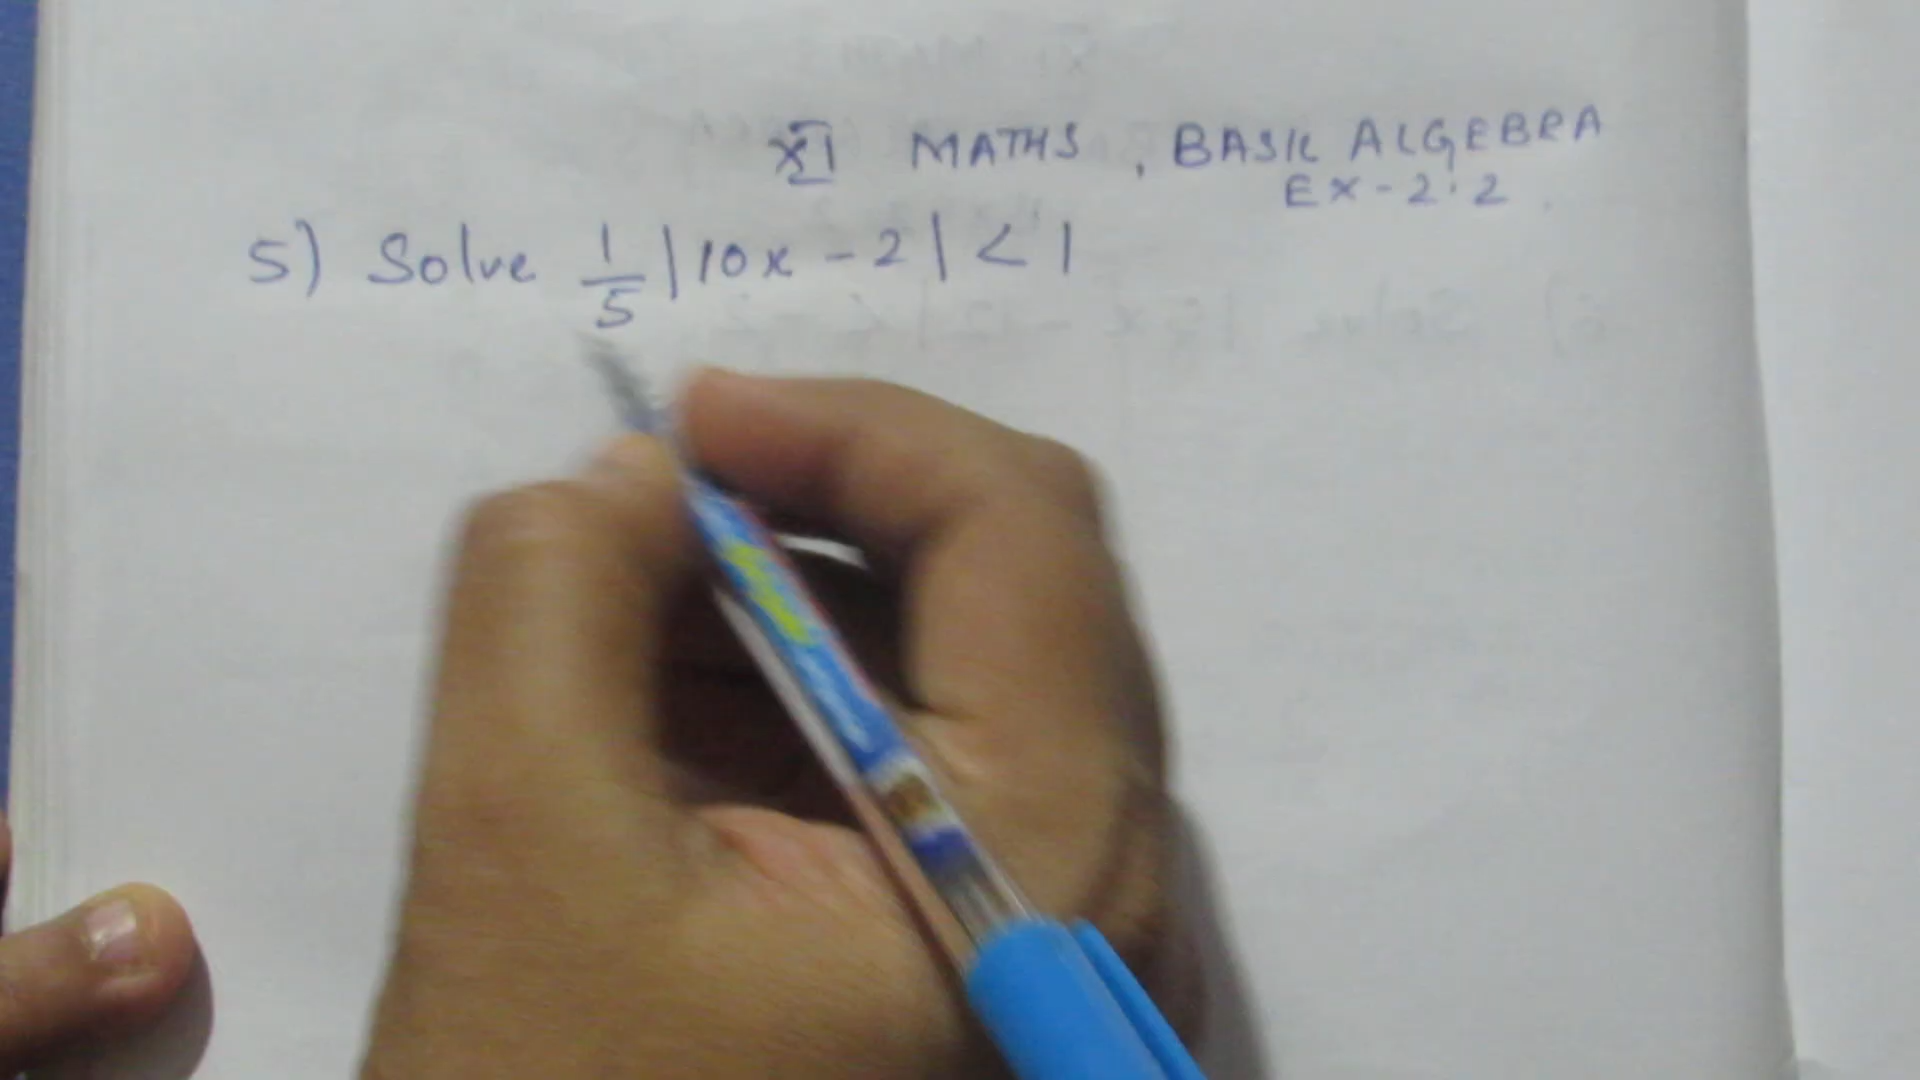 XI MATHS, BASIC ALGEBRA
EX-2.2.
5) Solve 1/5 |10x - 2| < 1